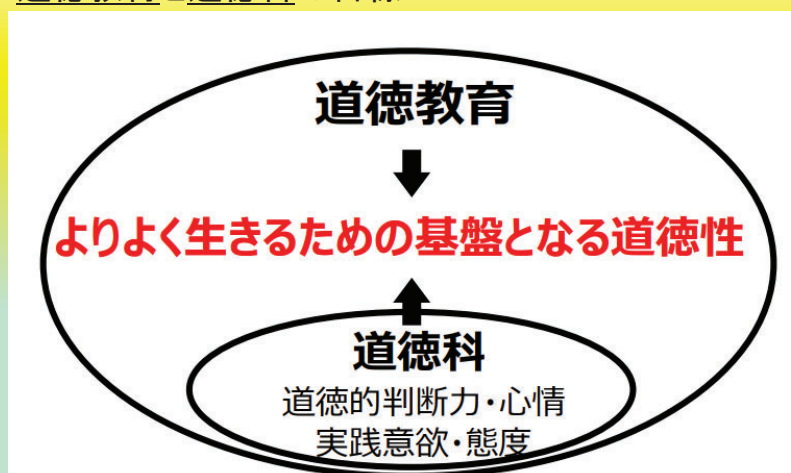 道徳教育
よりよく生きるための基盤となる道徳性
道徳科
道徳的判断力・心情
実践意欲・態度